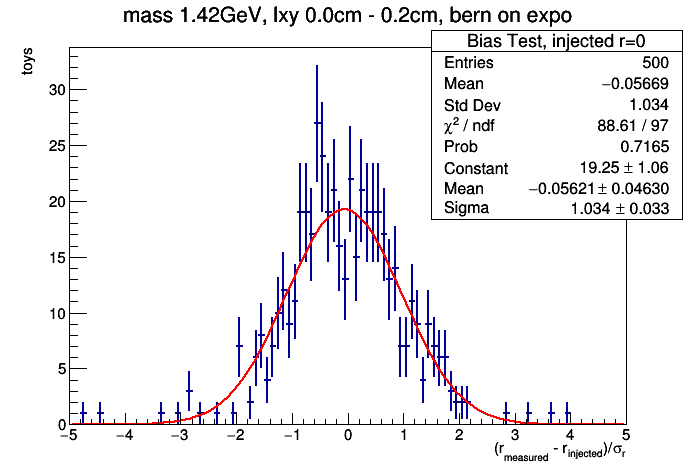 mass 1.42GeV, lxy 0.0cm - 0.2cm, bern on expo
toys
Bias Test, injected r=0
Entries 500
Mean −0.05669
Std Dev 1.034
χ² / ndf 88.61 / 97
Prob 0.7165
Constant 19.25 ± 1.06
Mean −0.05621 ± 0.04630
Sigma 1.034 ± 0.033
30
25
20
15
10
5
0
−5 −4 −3 −2 −1 0 1 2 3 4 5
(r_measured - r_injected)/σ_r